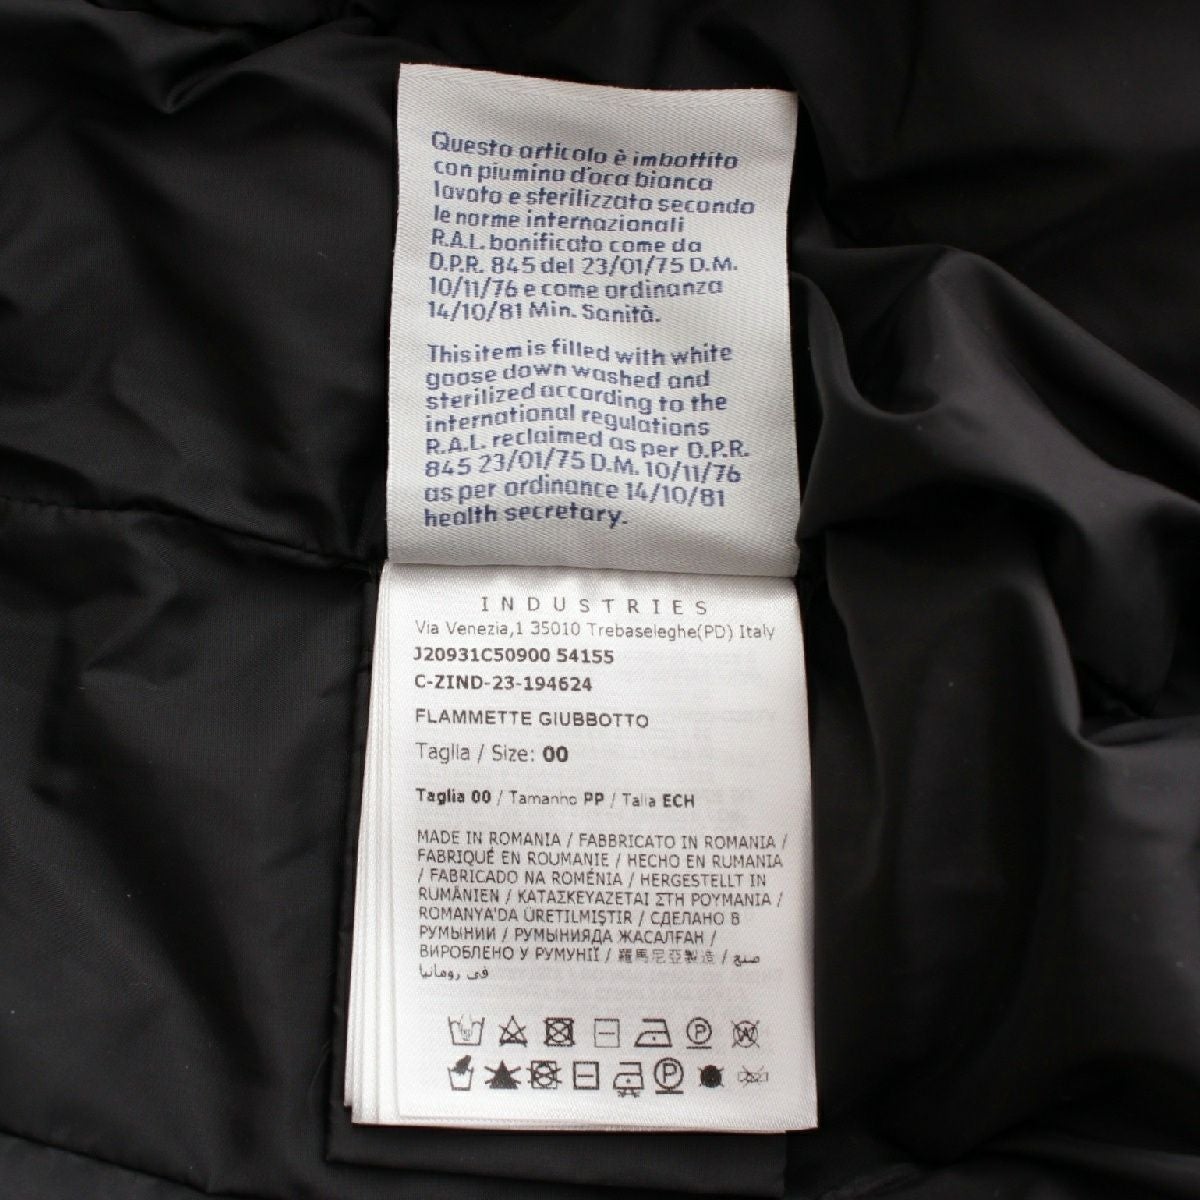 Questo articolo è imbottito
con piumino d'oca bianca
lavato e sterilizzato secondo
le norme internazionali
R.A.L. bonificato come da
D.P.R. 845 del 23/01/75 D.M.
10/11/76 e come ordinanza
14/10/81 Min. Sanità.
This item is filled with white
goose down washed and
sterilized according to the
international regulations
R.A.L. reclaimed as per D.P.R.
845 23/01/75 D.M. 10/11/76
as per ordinance 14/10/81
health secretary.
INDUSTRIES
Via Venezia,1 35010 Trebaseleghe(PD) Italy
J20931C50900 54155
C-ZIND-23-194624
FLAMMETTE GIUBBOTTO
Taglia / Size: 00
Taglia 00 / Tamanho PP / Talla ECH
MADE IN ROMANIA / FABBRICATO IN ROMANIA /
FABRIQUÉ EN ROUMANIE / HECHO EN RUMANIA
/ FABRICADO NA ROMÉNIA / HERGESTELLT IN
RUMÄNIEN / ΚΑΤΑΣΚΕΥΑΖΕΤΑΙ ΣΤΗ ΡΟΥΜΑΝΙΑ /
ROMANYA'DA ÜRETILMIŞTIR / СДЕЛАНО В
РУМЫНИИ / РУМЫНИЯДА ЖАСАЛҒАН /
ВИРОБЛЕНО У РУМУНІЇ / 羅馬尼亞製造 / صنع
في رومانيا
P W
P